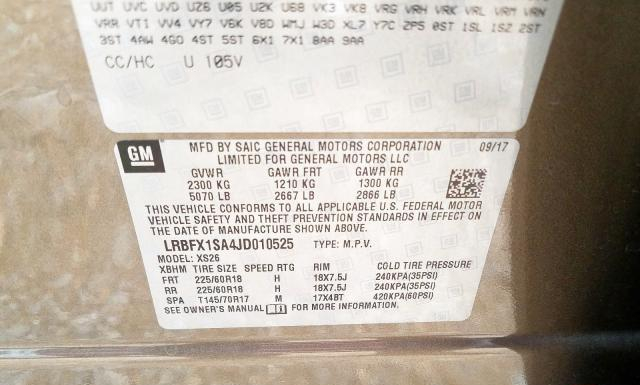 UUT UVC UVD UZ6 U05 U2K U68 VK3 VK8 VRG VRH VRK VRL VRM VRN
VRR VT1 VV4 VY7 V6K V8D WMJ W3D XL7 Y7C 2P5 0ST 1SL 1SZ 2ST
3ST 4AW 4GO 4ST 5ST 6X1 7X1 8AA 9AA
CC/HC U 105V
GM
MFD BY SAIC GENERAL MOTORS CORPORATION 09/17
LIMITED FOR GENERAL MOTORS LLC
GVWR GAWR FRT GAWR RR
2300 KG 1210 KG 1300 KG
5070 LB 2667 LB 2866 LB
THIS VEHICLE CONFORMS TO ALL APPLICABLE U.S. FEDERAL MOTOR
VEHICLE SAFETY AND THEFT PREVENTION STANDARDS IN EFFECT ON
THE DATE OF MANUFACTURE SHOWN ABOVE.
LRBFX1SA4JD010525 TYPE: M.P.V.
MODEL: XS26
XBHM TIRE SIZE SPEED RTG RIM COLD TIRE PRESSURE
FRT 225/60R18 H 18X7.5J 240KPA(35PSI)
RR 225/60R18 H 18X7.5J 240KPA(35PSI)
SPA T145/70R17 M 17X4BT 420KPA(60PSI)
SEE OWNER'S MANUAL FOR MORE INFORMATION.